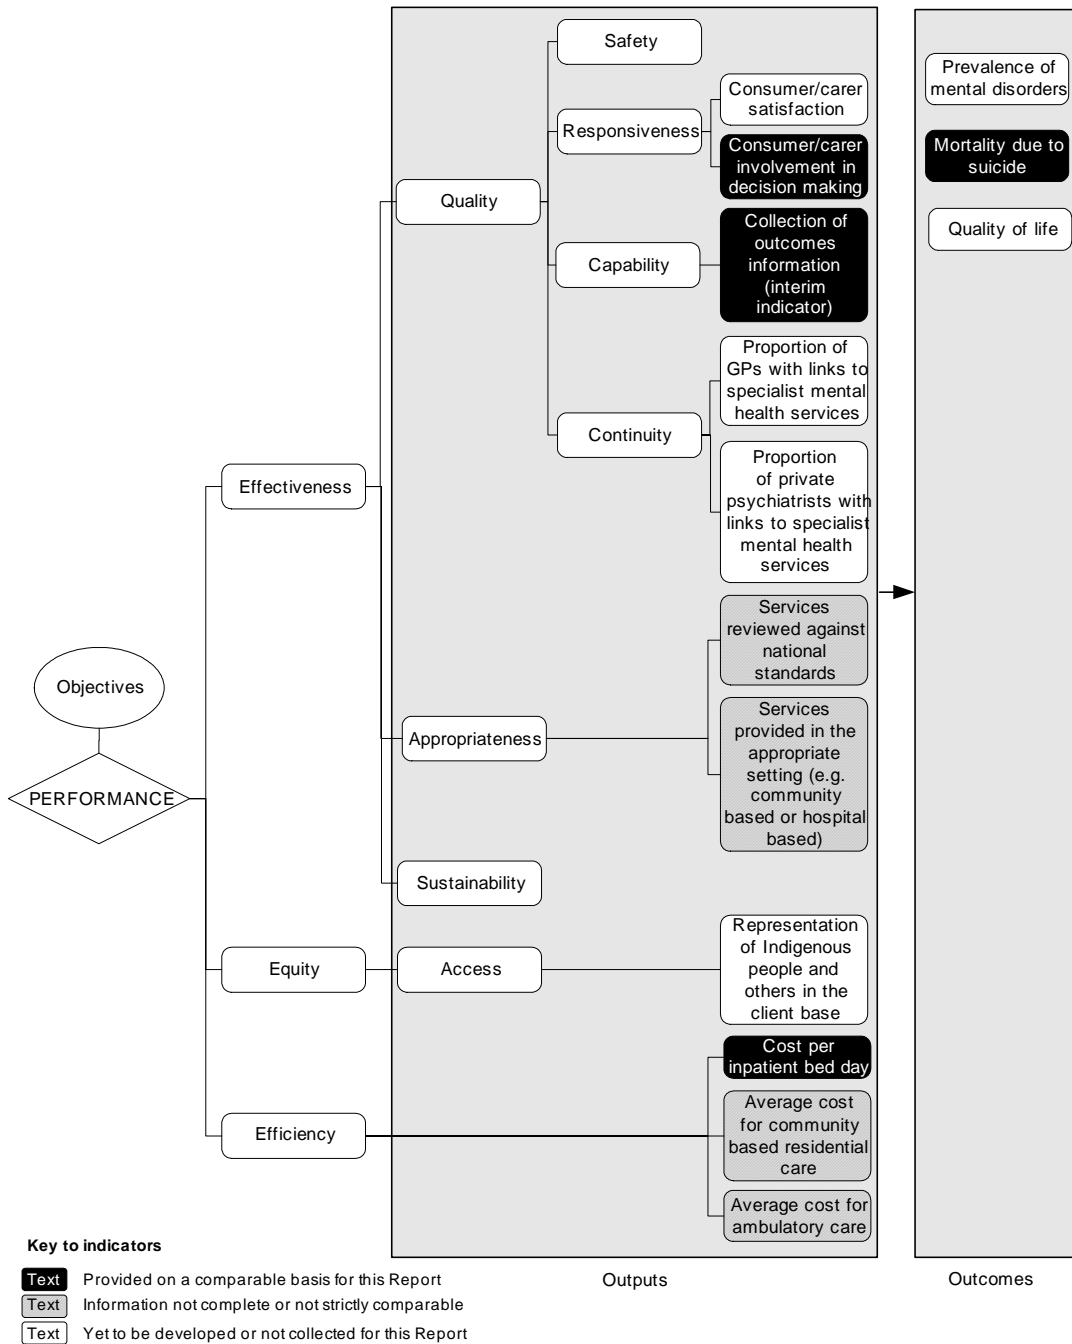 Safety
Consumer/carer
satisfaction
Responsiveness
Consumer/carer
involvement in
decision making
Quality
Collection of
outcomes
information
(interim
indicator)
Capability
Proportion of
GPs with links to
specialist mental
health services
Continuity
Proportion
of private
psychiatrists with
links to specialist
mental health
services
Effectiveness
Services
reviewed against
national
standards
Objectives
Appropriateness
Services
provided in the
appropriate
setting (e.g.
community
based or hospital
based)
PERFORMANCE
Sustainability
Equity
Access
Representation
of Indigenous
people and
others in the
client base
Cost per
inpatient bed day
Efficiency
Average cost
for community
based residential
care
Average cost for
ambulatory care
Prevalence of
mental disorders
Mortality due to
suicide
Quality of life
Outputs
Outcomes
Key to indicators
Text Provided on a comparable basis for this Report
Text Information not complete or not strictly comparable
Text Yet to be developed or not collected for this Report